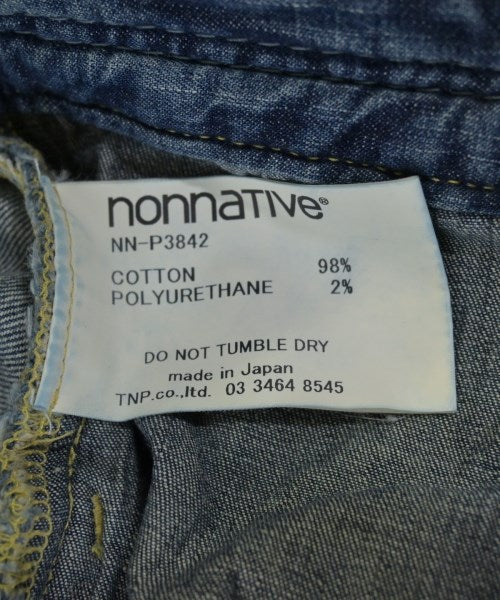 nonnative®
NN-P3842
COTTON 98%
POLYURETHANE 2%
DO NOT TUMBLE DRY
made in Japan
TNP.co.,ltd. 03 3464 8545